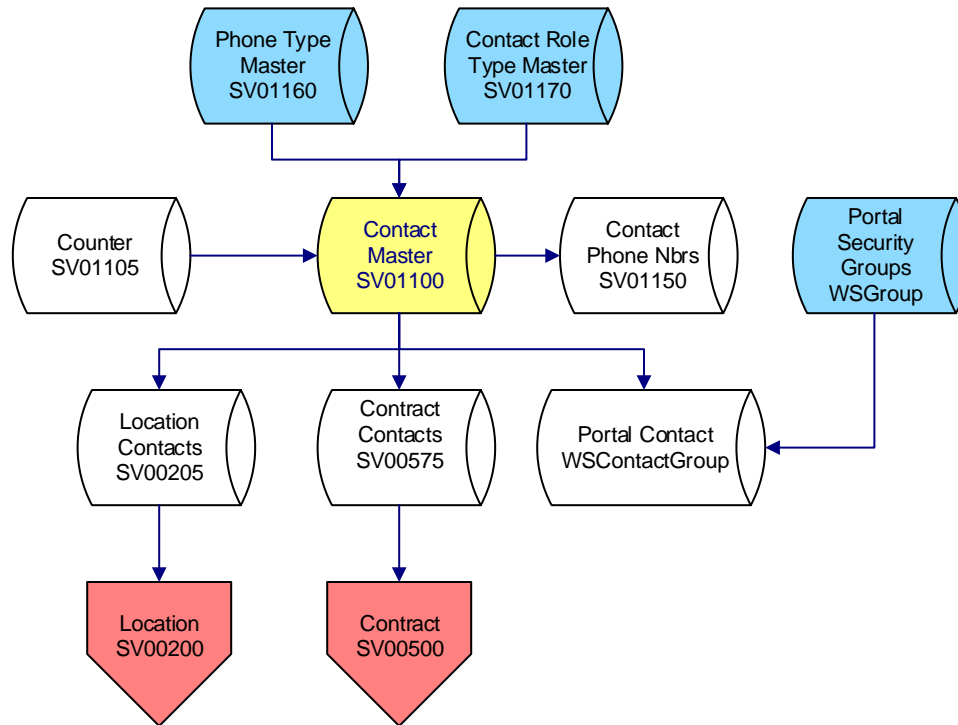 Phone Type
Master
SV01160
Contact Role
Type Master
SV01170
Counter
SV01105
Contact
Master
SV01100
Contact
Phone Nbrs
SV01150
Portal
Security
Groups
WSGroup
Location
Contacts
SV00205
Contract
Contacts
SV00575
Portal Contact
WSContactGroup
Location
SV00200
Contract
SV00500